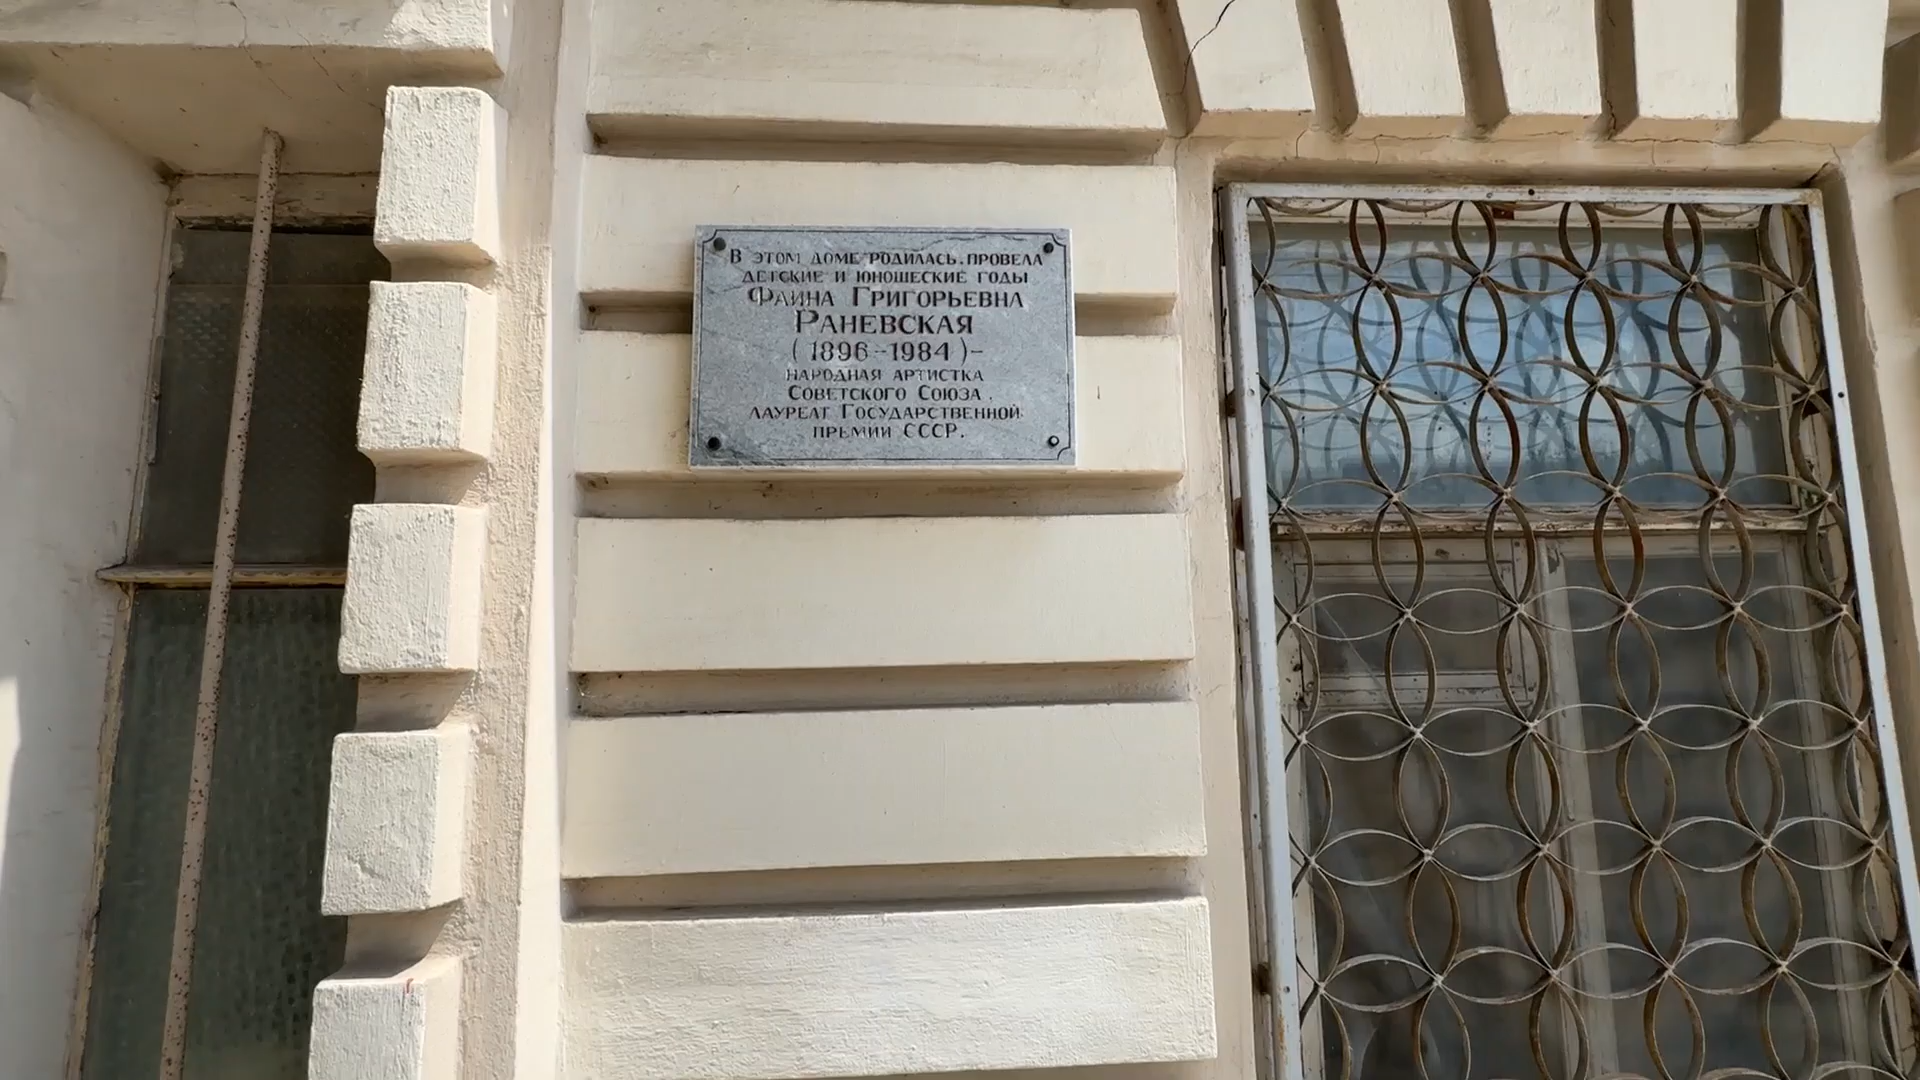 В ЭТОМ ДОМЕ РОДИЛАСЬ, ПРОВЕЛА
ДЕТСКИЕ И ЮНОШЕСКИЕ ГОДЫ
ФАИНА ГРИГОРЬЕВНА
РАНЕВСКАЯ
(1896-1984)-
НАРОДНАЯ АРТИСТКА
СОВЕТСКОГО СОЮЗА,
ЛАУРЕАТ ГОСУДАРСТВЕННОЙ
ПРЕМИИ СССР.